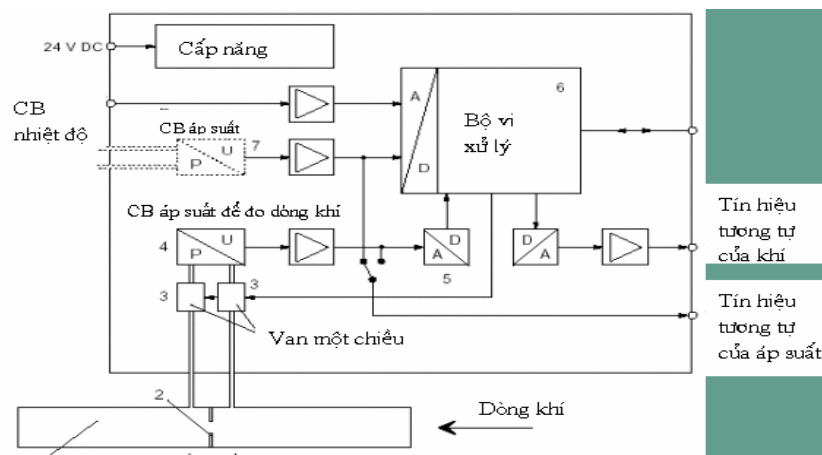 24 V DC
Cấp năng
CB
nhiệt độ
A
D
6
Bộ vi
xử lý
CB áp suất
P
U
7
CB áp suất để đo dòng khí
4
P
U
D
A
5
D
A
Tín hiệu
tương tự
của khí
3
3
Van một chiều
Tín hiệu
tương tự
của áp suất
2
Dòng khí